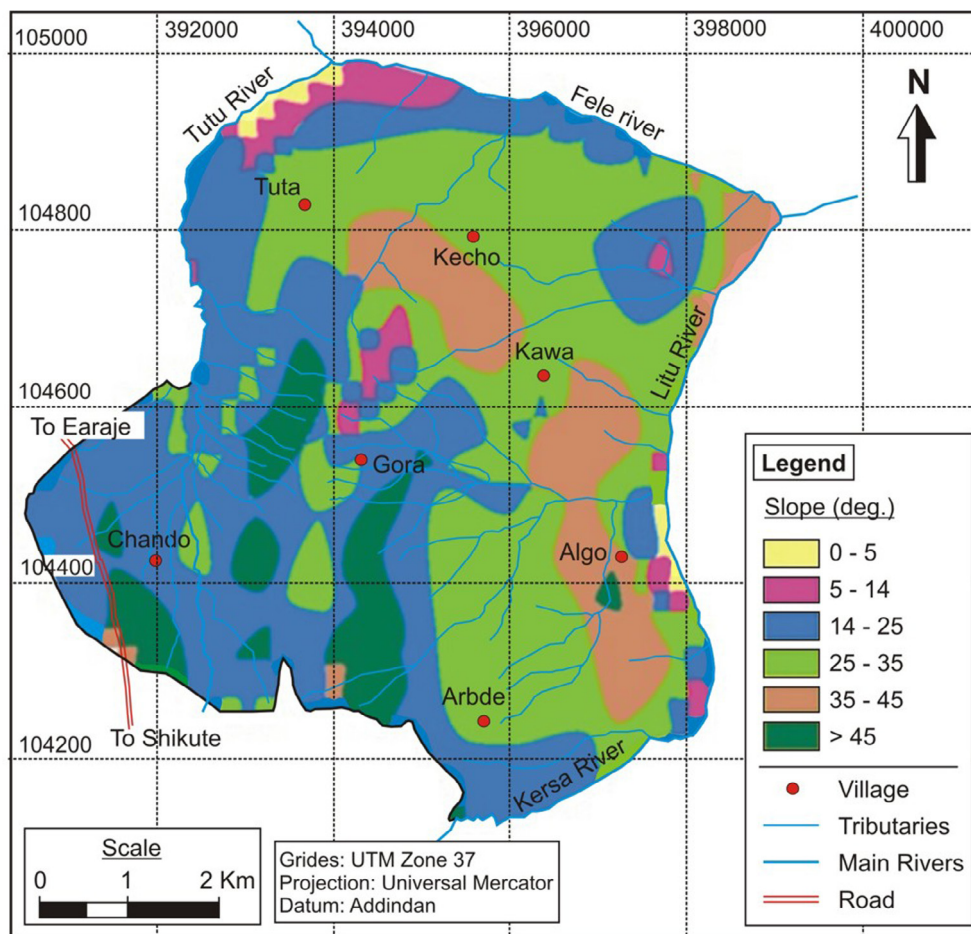 105000
392000
394000
396000
398000
400000
Tutu River
Fele river
N
Tuta
104800
Kecho
Litu River
Kawa
104600
To Earaje
Gora
Chando
Algo
104400
Arbde
To Shikute
104200
Kersa River
Legend
Slope (deg.)
0 - 5
5 - 14
14 - 25
25 - 35
35 - 45
> 45
Village
Tributaries
Main Rivers
Road
Scale
0 1 2 Km
Grides: UTM Zone 37
Projection: Universal Mercator
Datum: Addindan